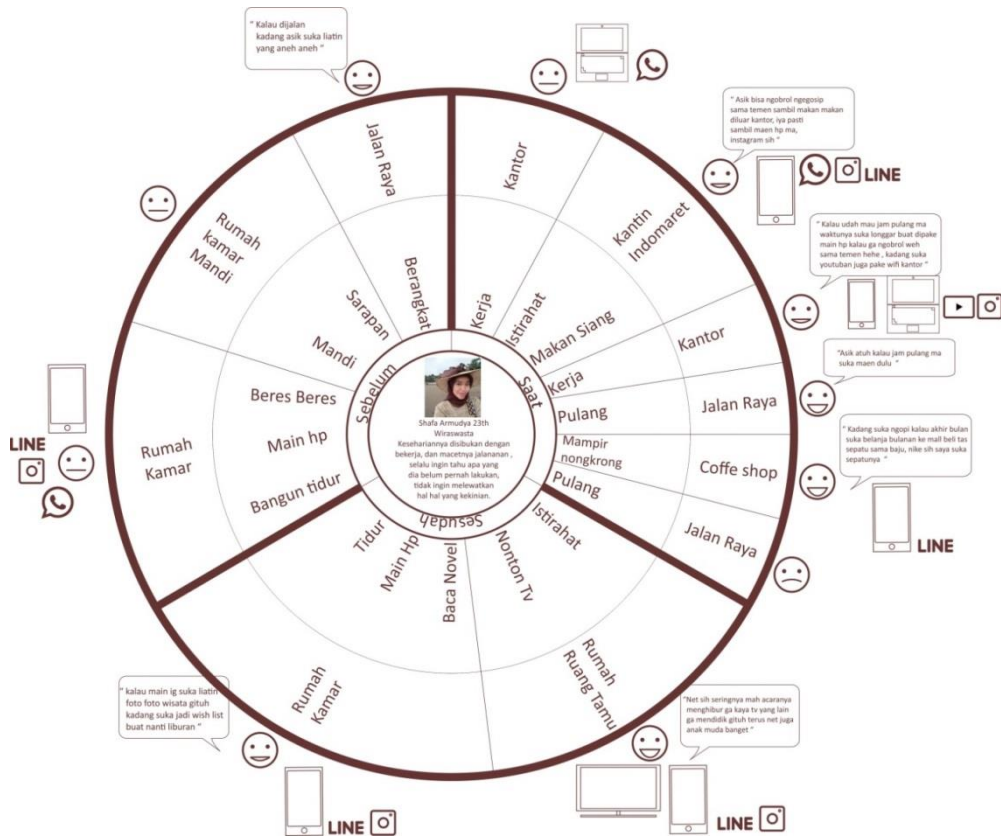 “ Kalau dijalan
kadang asik suka liatin
yang aneh aneh ”
“ Asik bisa ngobrol ngegosip
sama temen sambil makan makan
diluar kantor, iya pasti
sambil maen hp ma,
instagram sih ”
LINE
“ Kalau udah mau jam pulang ma
waktunya suka longgar buat dipake
main hp kalau ga ngobrol weh
sama temen hehe , kadang suka
youtuban juga pake wifi kantor ”
"Asik atuh kalau jam pulang ma
suka maen dulu ”
“ Kadang suka ngopi kalau akhir bulan
suka belanja bulanan ke mall beli tas
sepatu sama baju, nike sih saya suka
sepatunya ”
LINE
Jalan Raya
Kantor
Rumah
kamar
Mandi
Kantin
Indomaret
Kantor
Jalan Raya
Coffe shop
Jalan Raya
Rumah
Ruang Tamu
Rumah
Kamar
Rumah
Kamar
LINE
Sebelum
Bangun tidur
Main hp
Beres Beres
Mandi
Sarapan
Berangkat
Saat
Kerja
Istirahat
Makan Siang
Kerja
Pulang
Mampir
nongkrong
Pulang
Sesudah
Istirahat
Nonton Tv
Baca Novel
Main Hp
Tidur
Shafa Armudya 23th
Wiraswasta
Kesehariannya disibukan dengan
bekerja, dan macetnya jalananan ,
selalu ingin tahu apa yang
dia belum pernah lakukan,
tidak ingin melewatkan
hal hal yang kekinian.
“ kalau main ig suka liatin
foto foto wisata gituh
kadang suka jadi wish list
buat nanti liburan “
LINE
“Net sih seringnya mah acaranya
menghibur ga kaya tv yang lain
ga mendidik gituh terus net juga
anak muda banget “
LINE